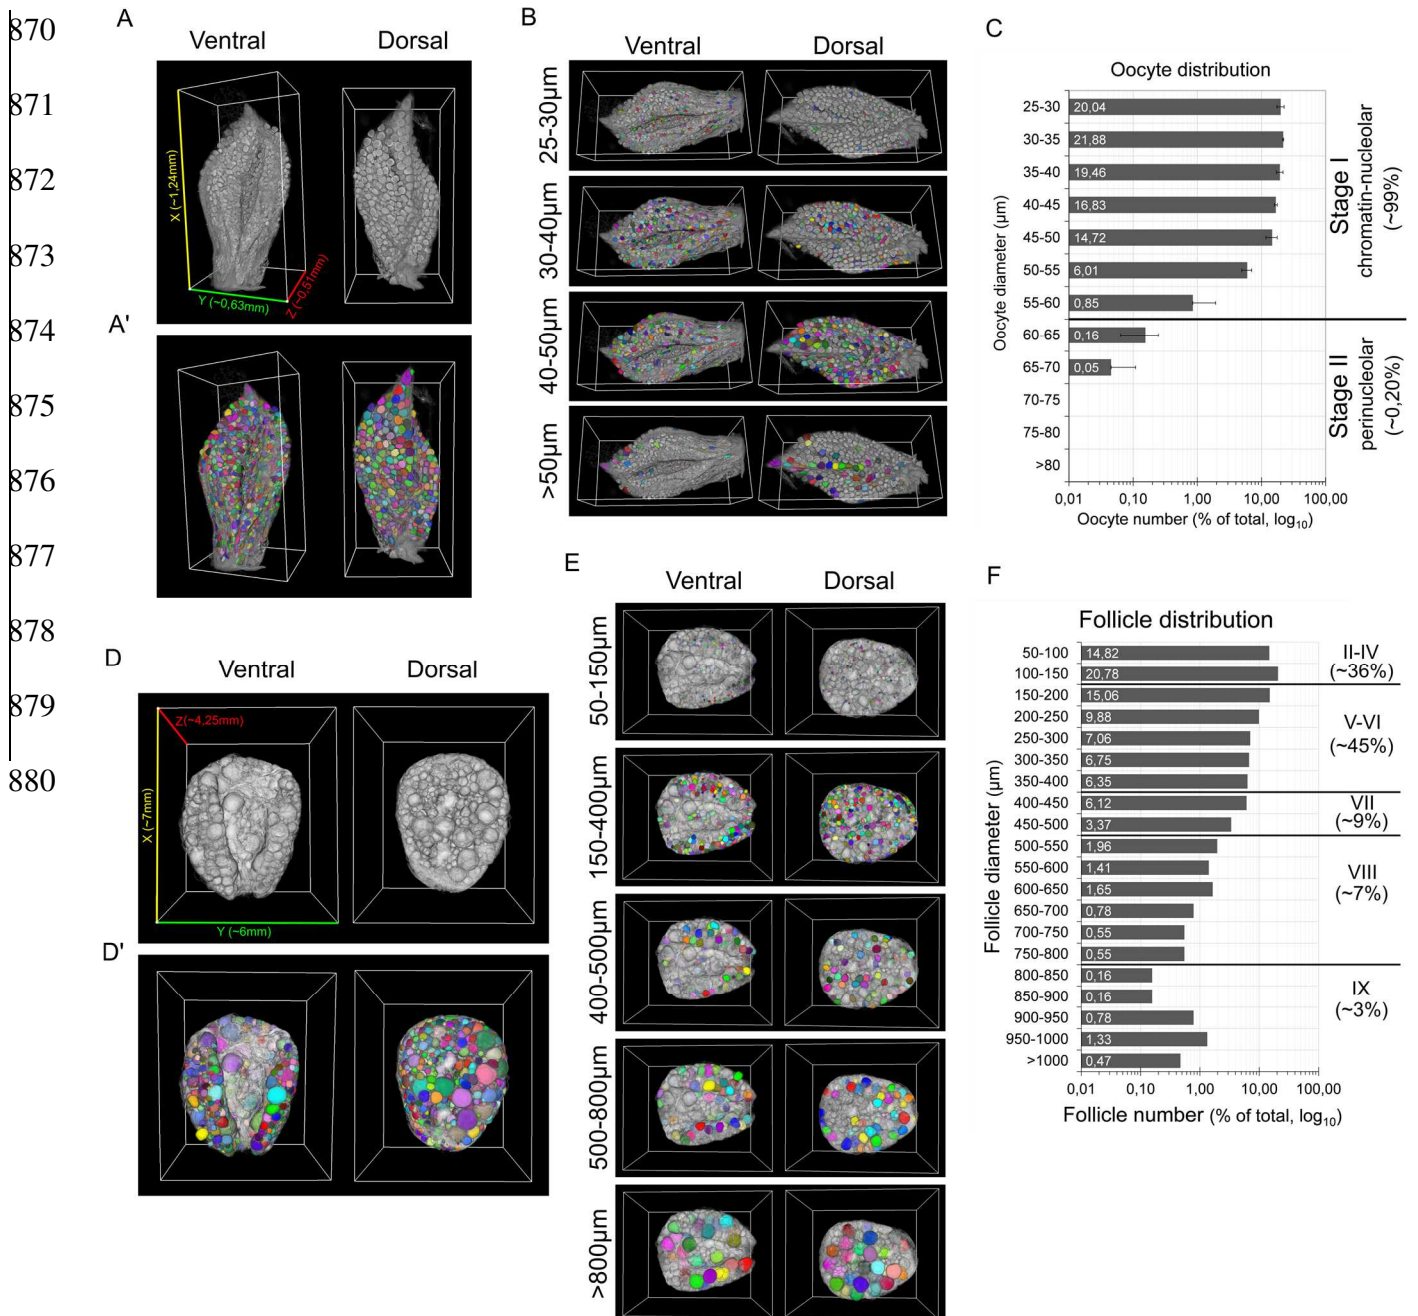 870
871
872
873
874
875
876
877
878
879
880
A
Ventral
Dorsal
X (~1,24mm)
Y (~0,63mm)
Z (~0,51mm)
A'
B
Ventral
Dorsal
25-30µm
30-40µm
40-50µm
>50µm
C
Oocyte distribution
Oocyte diameter (µm)
25-30 20,04
30-35 21,88
35-40 19,46
40-45 16,83
45-50 14,72
50-55 6,01
55-60 0,85
60-65 0,16
65-70 0,05
70-75
75-80
>80
0,01 0,10 1,00 10,00 100,00
Oocyte number (% of total, log10)
Stage I
chromatin-nucleolar
(~99%)
Stage II
perinucleolar
(~0,20%)
D
Ventral
Dorsal
Z(~4,25mm)
X (~7mm)
Y (~6mm)
D'
E
Ventral
Dorsal
50-150µm
150-400µm
400-500µm
500-800µm
>800µm
F
Follicle distribution
Follicle diameter (µm)
50-100 14,82
100-150 20,78
150-200 15,06
200-250 9,88
250-300 7,06
300-350 6,75
350-400 6,35
400-450 6,12
450-500 3,37
500-550 1,96
550-600 1,41
600-650 1,65
650-700 0,78
700-750 0,55
750-800 0,55
800-850 0,16
850-900 0,16
900-950 0,78
950-1000 1,33
>1000 0,47
II-IV
(~36%)
V-VI
(~45%)
VII
(~9%)
VIII
(~7%)
IX
(~3%)
0,01 0,10 1,00 10,00 100,00
Follicle number (% of total, log10)